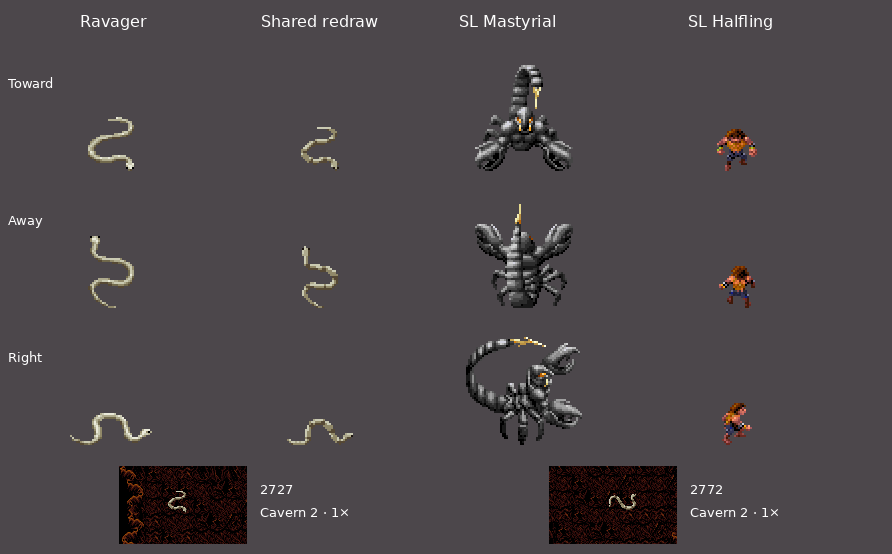 Ravager Shared redraw SL Mastyrial SL Halfling
Toward
Away
Right
2727
Cavern 2 · 1×
2772
Cavern 2 · 1×